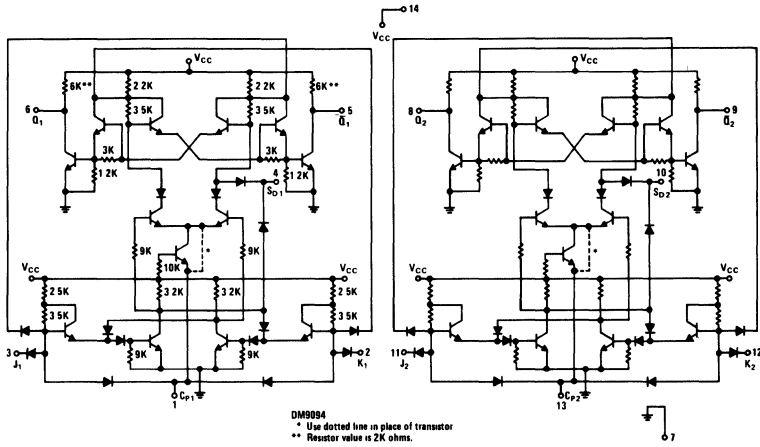 14
VCC
VCC
6K**
2 2K
2 2K
6K**
3 5K
3 5K
6
Q1
5
Q̄1
3K
3K
1 2K
4
1 2K
SD1
9K
10K
*
9K
VCC
VCC
2 5K
3 2K
3 2K
2 5K
3 5K
3 5K
9K
9K
3
J1
2
K1
CP1
1
VCC
8
Q2
9
Q̄2
10
SD2
*
VCC
VCC
11
J2
12
K2
CP2
13
7
DM9094
* Use dotted line in place of transistor
** Resistor value is 2K ohms.